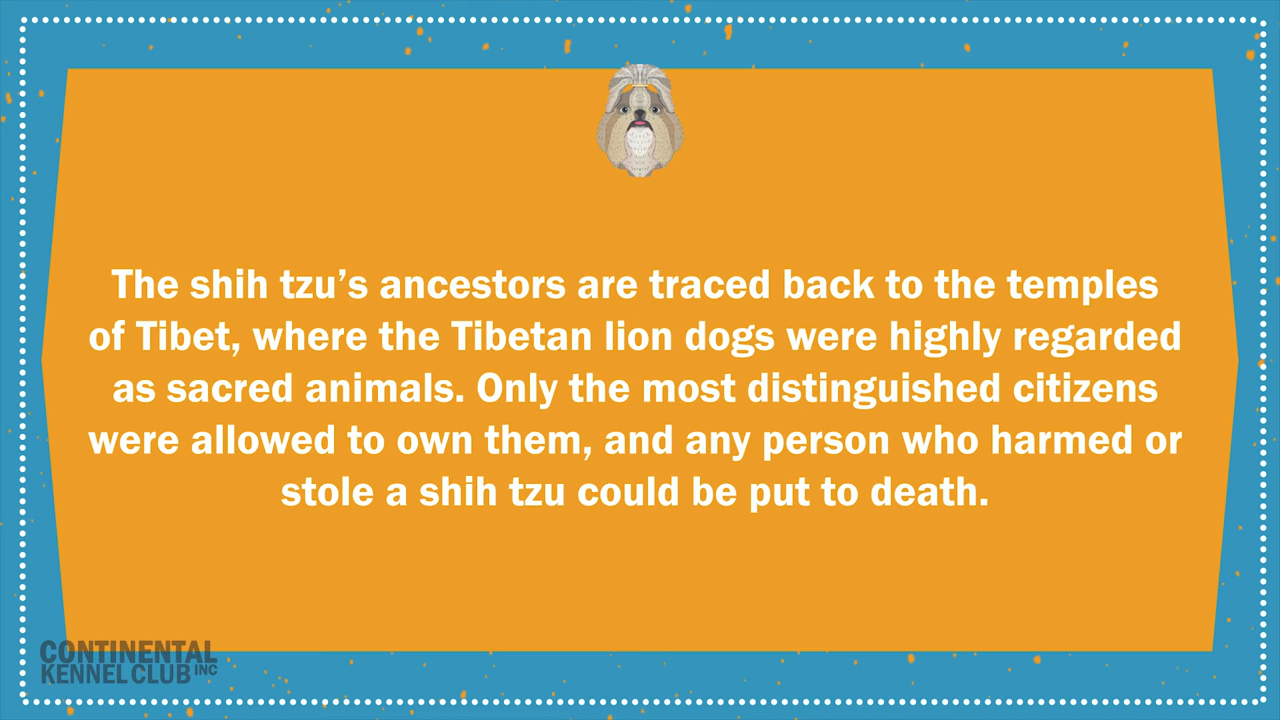 The shih tzu’s ancestors are traced back to the temples
of Tibet, where the Tibetan lion dogs were highly regarded
as sacred animals. Only the most distinguished citizens
were allowed to own them, and any person who harmed or
stole a shih tzu could be put to death.
CONTINENTAL
KENNEL CLUB INC